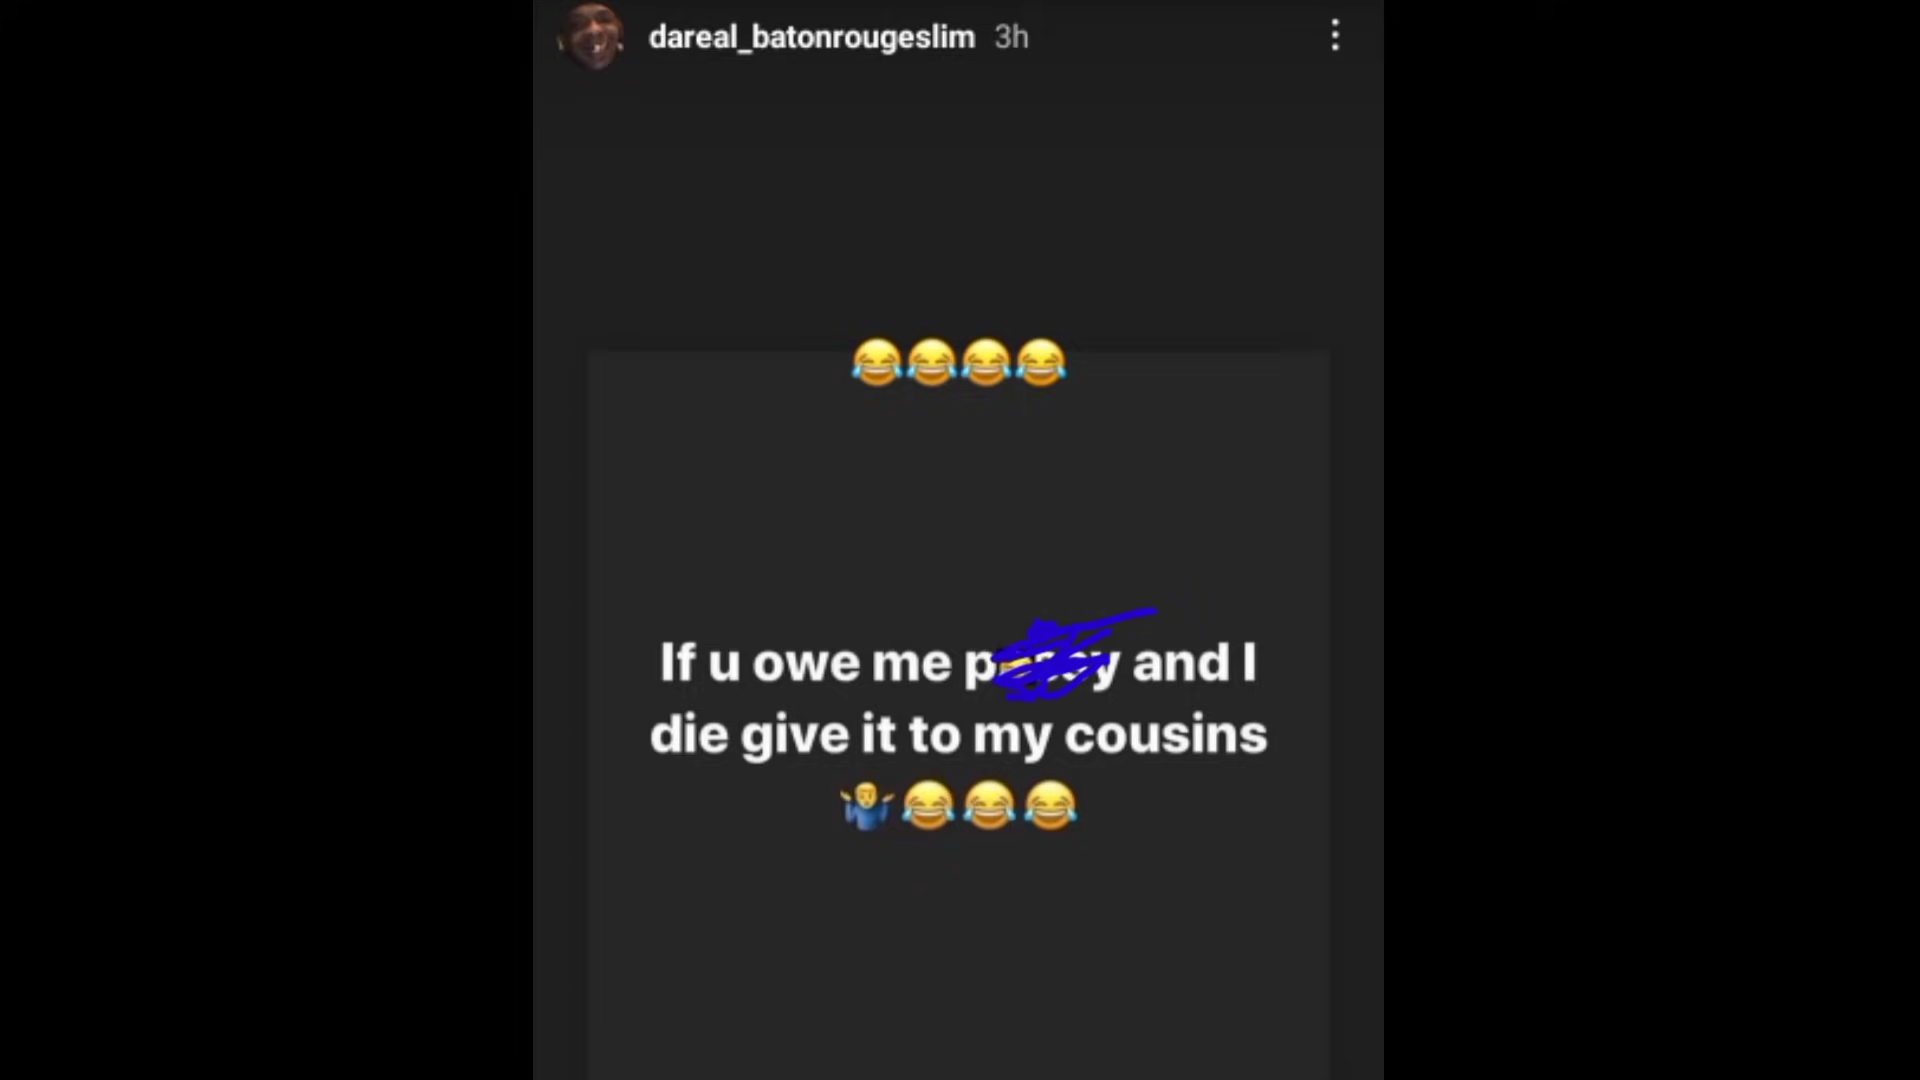 dareal_batonrougeslim 3h
😂😂😂😂
If u owe me and I
die give it to my cousins
🤷‍♂️😂😂😂